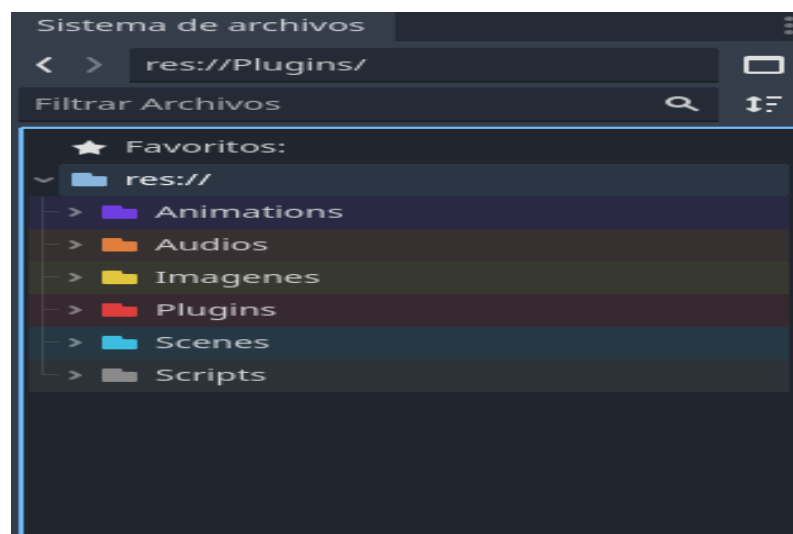 Sistema de archivos
res://Plugins/
Filtrar Archivos
Favoritos:
res://
Animations
Audios
Imagenes
Plugins
Scenes
Scripts